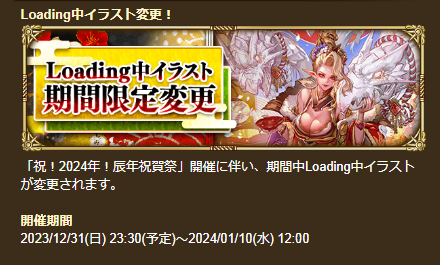 Loading中イラスト変更！
Loading中イラスト
期間限定変更
「祝！2024年！辰年祝賀祭」開催に伴い、期間中Loading中イラスト
が変更されます。
開催期間
2023/12/31(日) 23:30(予定)～2024/01/10(水) 12:00